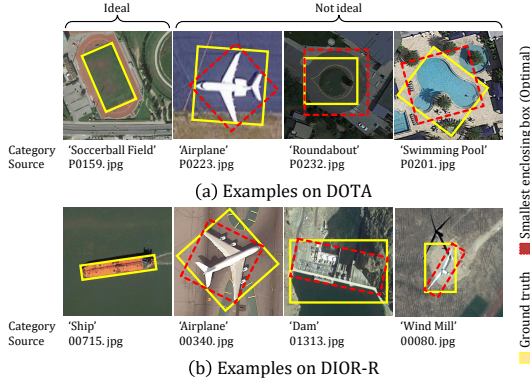 Ideal
Not ideal
Category
Source
'Soccerball Field'
P0159.jpg
'Airplane'
P0223.jpg
'Roundabout'
P0232.jpg
'Swimming Pool'
P0201.jpg
(a) Examples on DOTA
Category
Source
'Ship'
00715.jpg
'Airplane'
00340.jpg
'Dam'
01313.jpg
'Wind Mill'
00080.jpg
(b) Examples on DIOR-R
Ground truth
Smallest enclosing box (Optimal)